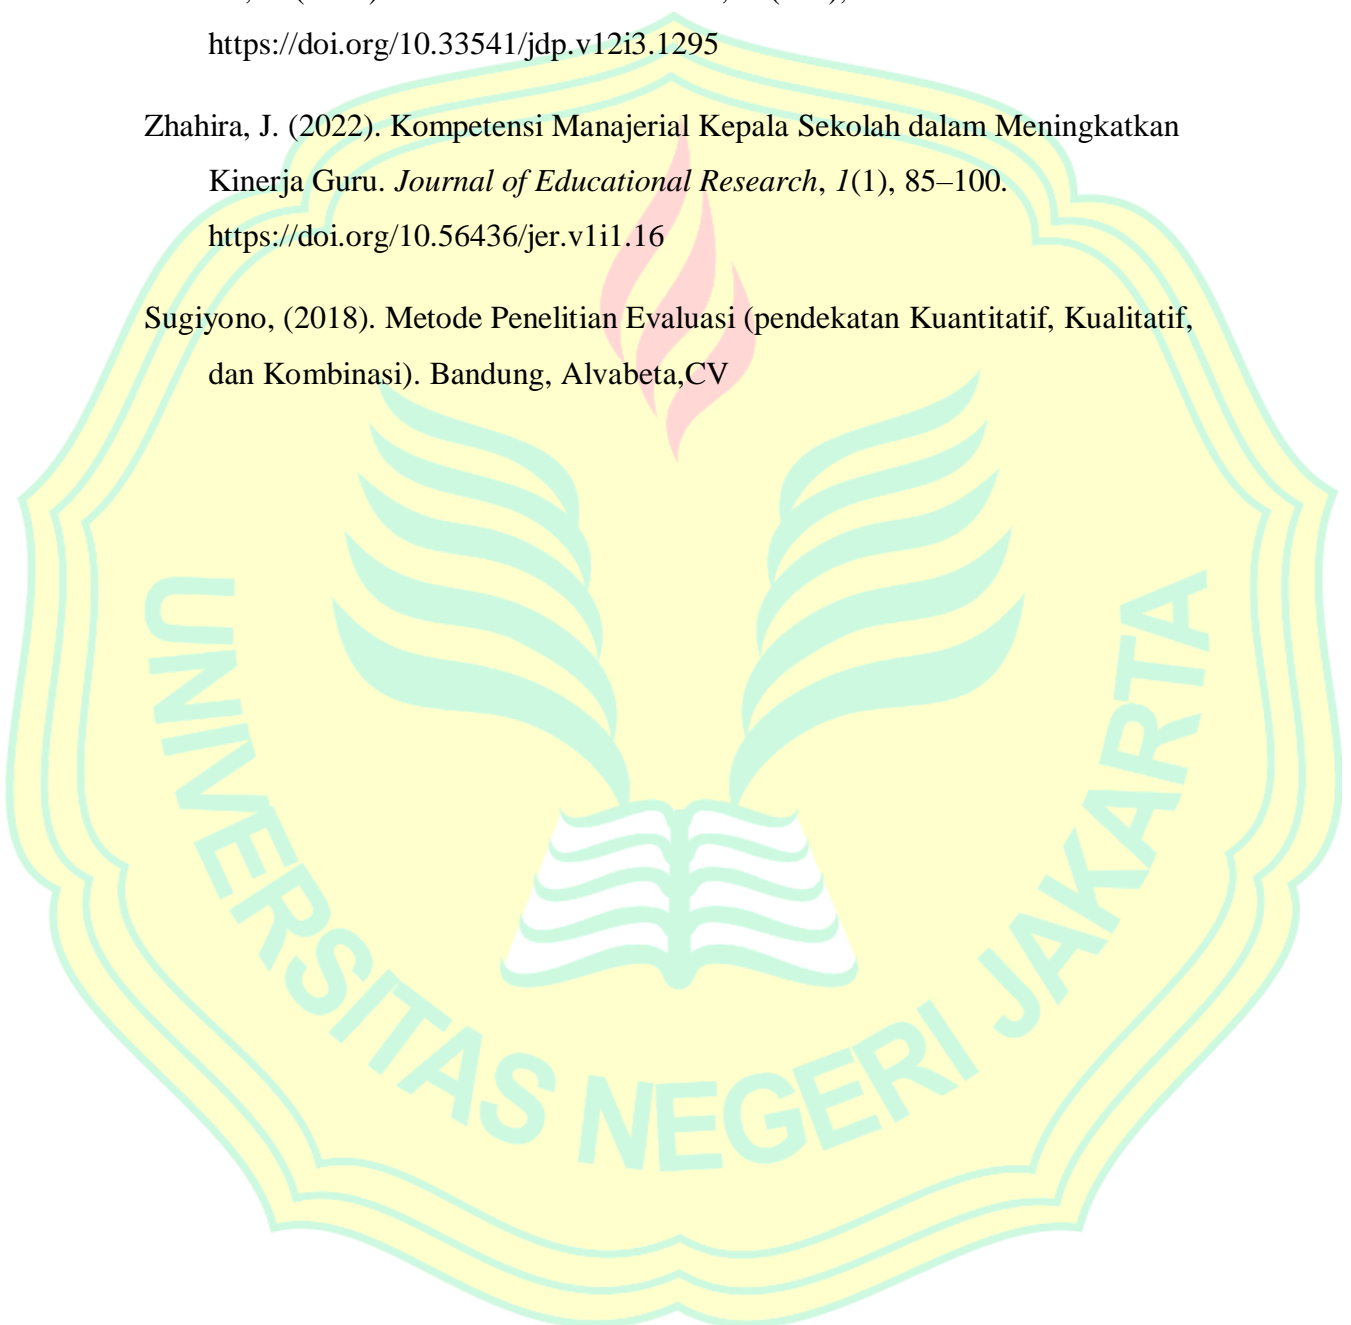 https://doi.org/10.33541/jdp.v12i3.1295
Zhahira, J. (2022). Kompetensi Manajerial Kepala Sekolah dalam Meningkatkan
Kinerja Guru. Journal of Educational Research, 1(1), 85–100.
https://doi.org/10.56436/jer.v1i1.16
Sugiyono, (2018). Metode Penelitian Evaluasi (pendekatan Kuantitatif, Kualitatif,
dan Kombinasi). Bandung, Alvabeta,CV
UNIVERSITAS NEGERI JAKARTA